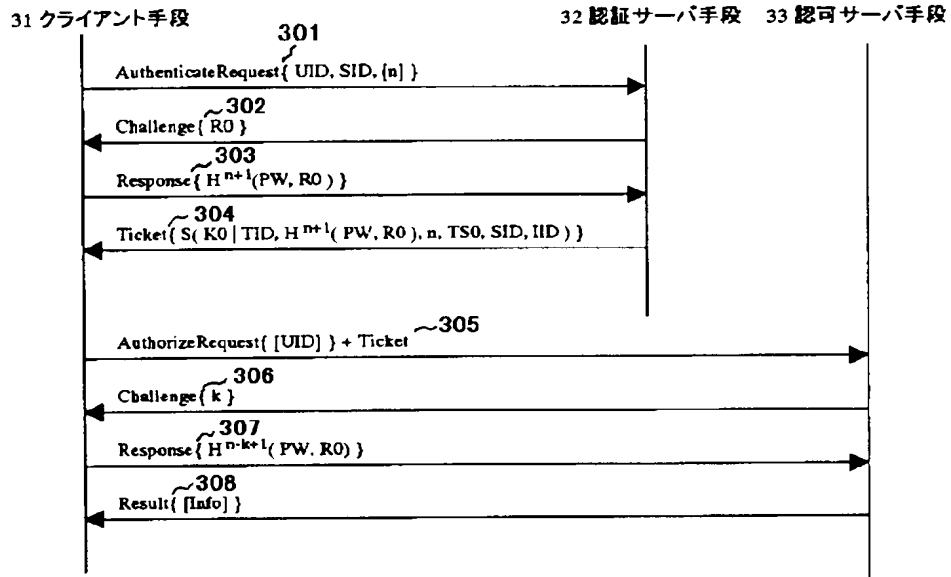 31 クライアント手段
32 認証サーバ手段
33 認可サーバ手段
301
AuthenticateRequest{ UID, SID, [n] }
302
Challenge{ R0 }
303
Response{ H^n+1(PW, R0 ) }
304
Ticket{ S( K0 | TID, H^n+1( PW, R0 ), n, TS0, SID, IID ) }
305
AuthorizeRequest{ [UID] } + Ticket
306
Challenge{ k }
307
Response{ H^n-k+1( PW, R0) }
308
Result{ [Info] }